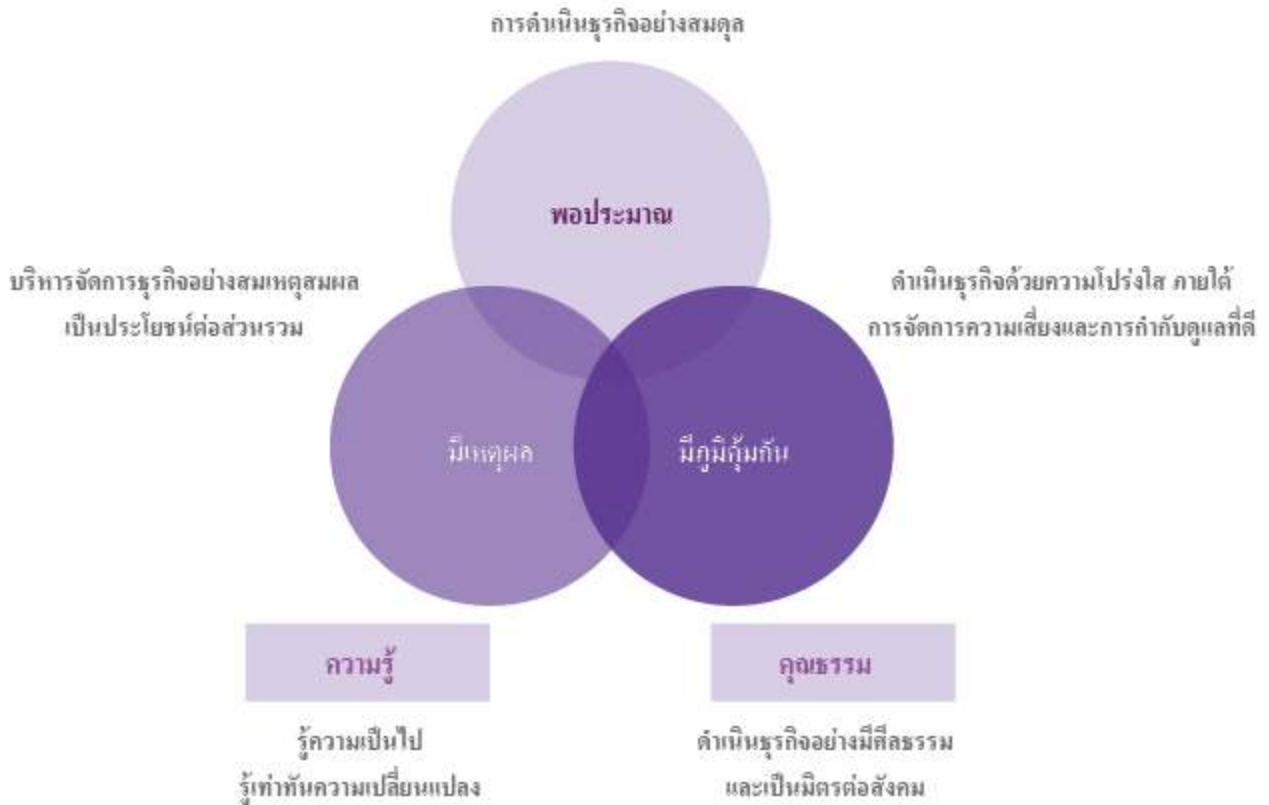 การดำเนินธุรกิจอย่างสมดุล
พอประมาณ
บริหารจัดการธุรกิจอย่างสมเหตุสมผล
เป็นประโยชน์ต่อส่วนรวม
ดำเนินธุรกิจด้วยความโปร่งใส ภายใต้
การจัดการความเสี่ยงและการกำกับดูแลที่ดี
มีเหตุผล
มีภูมิคุ้มกัน
ความรู้
รู้ความเป็นไป
รู้เท่าทันความเปลี่ยนแปลง
คุณธรรม
ดำเนินธุรกิจอย่างมีศีลธรรม
และเป็นมิตรต่อสังคม